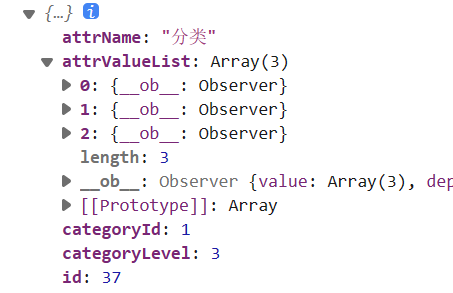 ▼ {…} i
attrName: "分类"
▼ attrValueList: Array(3)
▶ 0: {__ob__: Observer}
▶ 1: {__ob__: Observer}
▶ 2: {__ob__: Observer}
length: 3
▶ __ob__: Observer {value: Array(3), dep
▶ [[Prototype]]: Array
categoryId: 1
categoryLevel: 3
id: 37